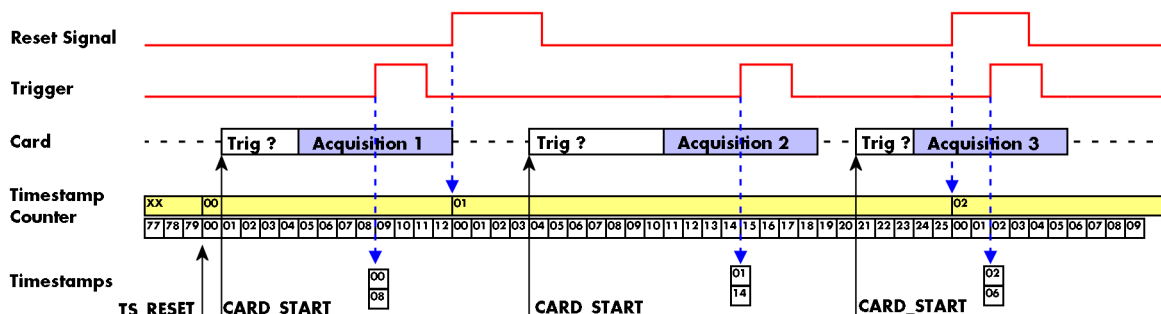 Reset Signal
Trigger
Card
Trig ? Acquisition 1 Trig ? Acquisition 2 Trig ? Acquisition 3
Timestamp
Counter
XX 00 01 02
77 78 79 00 01 02 03 04 05 06 07 08 09 10 11 12 00 01 02 03 04 05 06 07 08 09 10 11 12 13 14 15 16 17 18 19 20 21 22 23 24 25 00 01 02 03 04 05 06 07 08 09
Timestamps
00 01 02
08 14 06
TS_RESET CARD_START CARD_START CARD_START